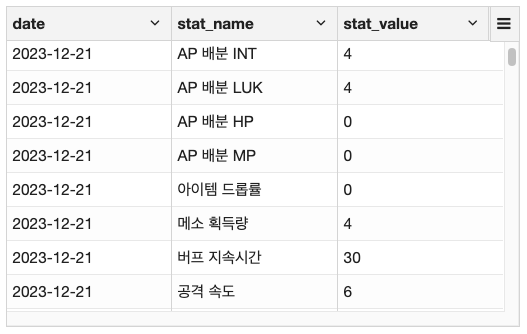 date stat_name stat_value
2023-12-21 AP 배분 INT 4
2023-12-21 AP 배분 LUK 4
2023-12-21 AP 배분 HP 0
2023-12-21 AP 배분 MP 0
2023-12-21 아이템 드롭률 0
2023-12-21 메소 획득량 4
2023-12-21 버프 지속시간 30
2023-12-21 공격 속도 6